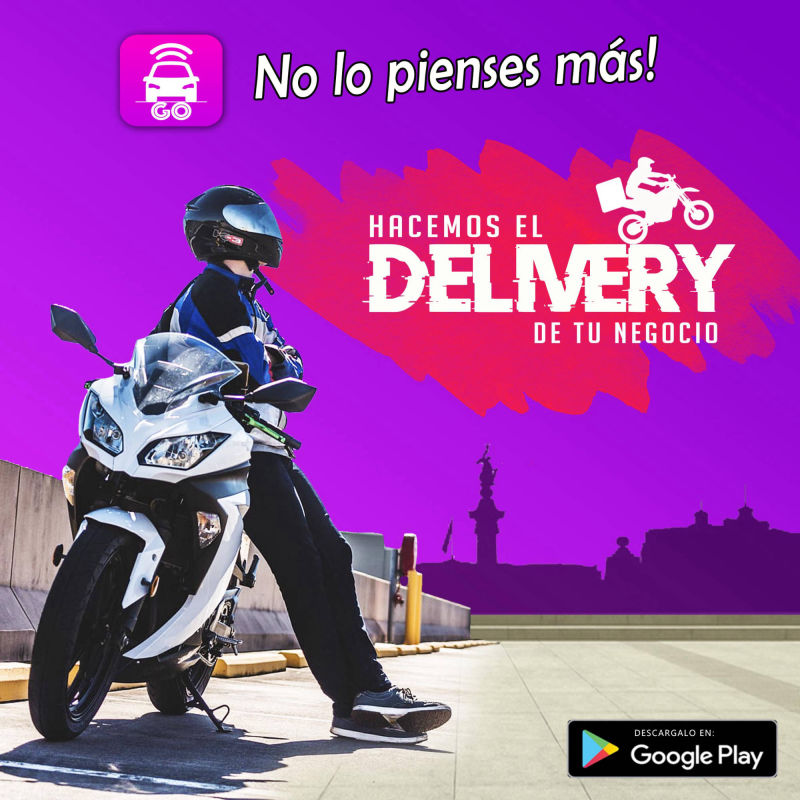 GO
No lo pienses más!
HACEMOS EL
DELIVERY
DE TU NEGOCIO
DESCARGALO EN:
Google Play